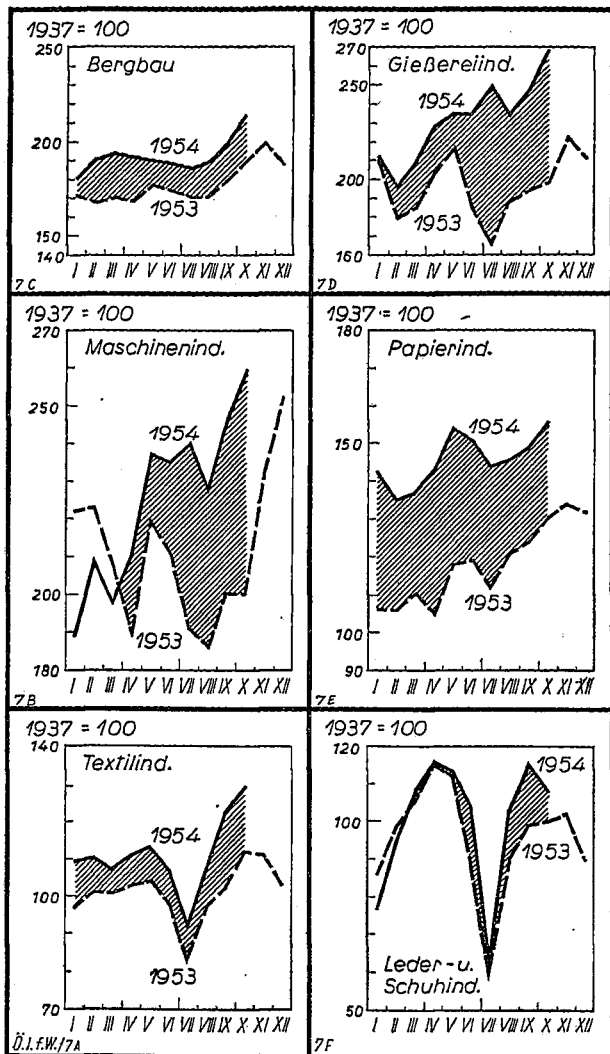 1937 = 100
250
Bergbau
200
1954
1953
150
140
I II III IV V VI VII VIII IX X XI XII
7C
1937 = 100
270
Gießereiind.
250
1954
200
1953
160
I II III IV V VI VII VIII IX X XI XII
7D
1937 = 100
270
Maschinenind.
250
1954
200
1953
180
I II III IV V VI VII VIII IX X XI XII
7B
1937 = 100
180
Papierind.
1954
150
1953
100
90
I II III IV V VI VII VIII IX X XI XII
7E
1937 = 100
140
Textilind.
1954
100
1953
70
I II III IV V VI VII VIII IX X XI XII
Ö.I.f.W./7A
1937 = 100
120
1954
100
1953
Leder- u.
Schuhind.
50
I II III IV V VI VII VIII IX X XI XII
7F